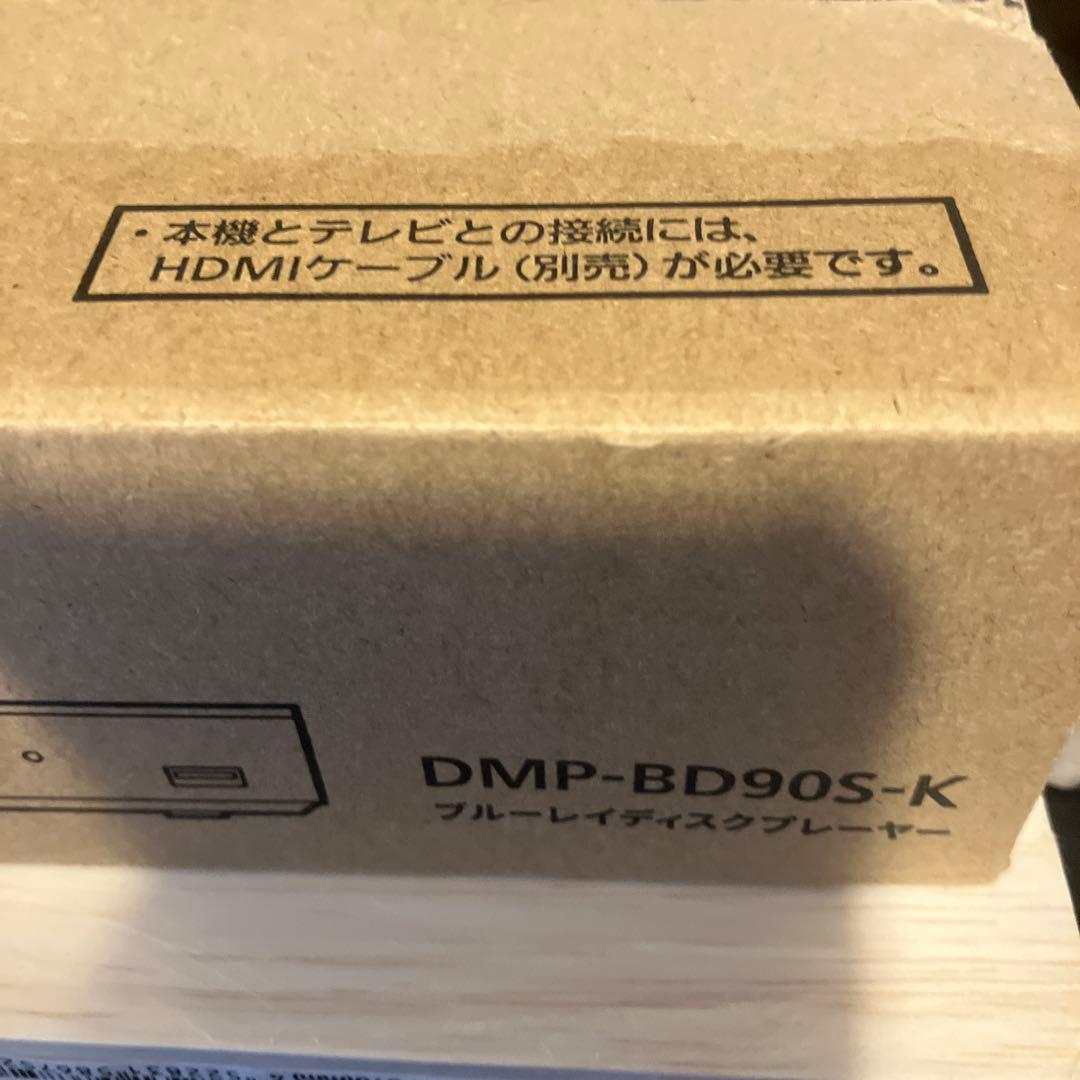 ・本機とテレビとの接続には、
HDMIケーブル（別売）が必要です。
DMP-BD90S-K
ブルーレイディスクプレーヤー